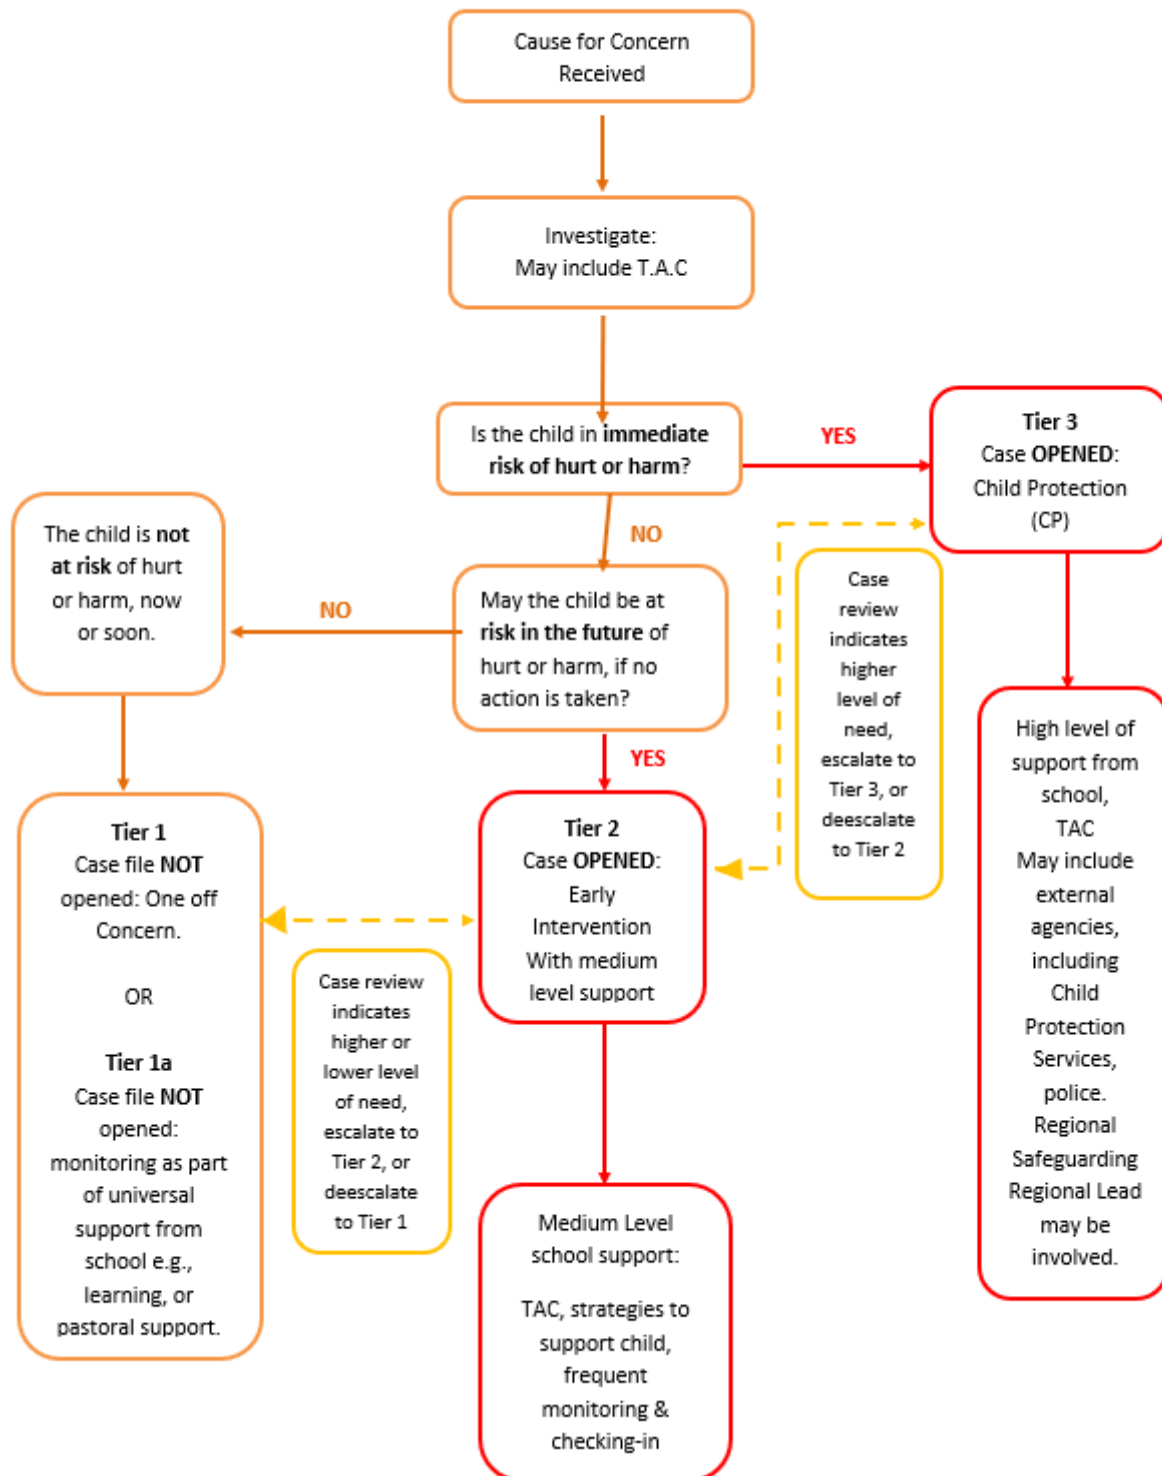 Cause for Concern
Received
Investigate:
May include T.A.C
Is the child in immediate
risk of hurt or harm?
YES
Tier 3
Case OPENED:
Child Protection
(CP)
NO
The child is not
at risk of hurt
or harm, now
or soon.
NO
May the child be at
risk in the future of
hurt or harm, if no
action is taken?
Case
review
indicates
higher
level of
need,
escalate to
Tier 3, or
deescalate
to Tier 2
YES
High level of
support from
school,
TAC
May include
external
agencies,
including
Child
Protection
Services,
police.
Regional
Safeguarding
Regional Lead
may be
involved.
Tier 1
Case file NOT
opened: One off
Concern.
OR
Tier 1a
Case file NOT
opened:
monitoring as part
of universal
support from
school e.g.,
learning, or
pastoral support.
Tier 2
Case OPENED:
Early
Intervention
With medium
level support
Case review
indicates
higher or
lower level
of need,
escalate to
Tier 2, or
deescalate
to Tier 1
Medium Level
school support:
TAC, strategies to
support child,
frequent
monitoring &
checking-in